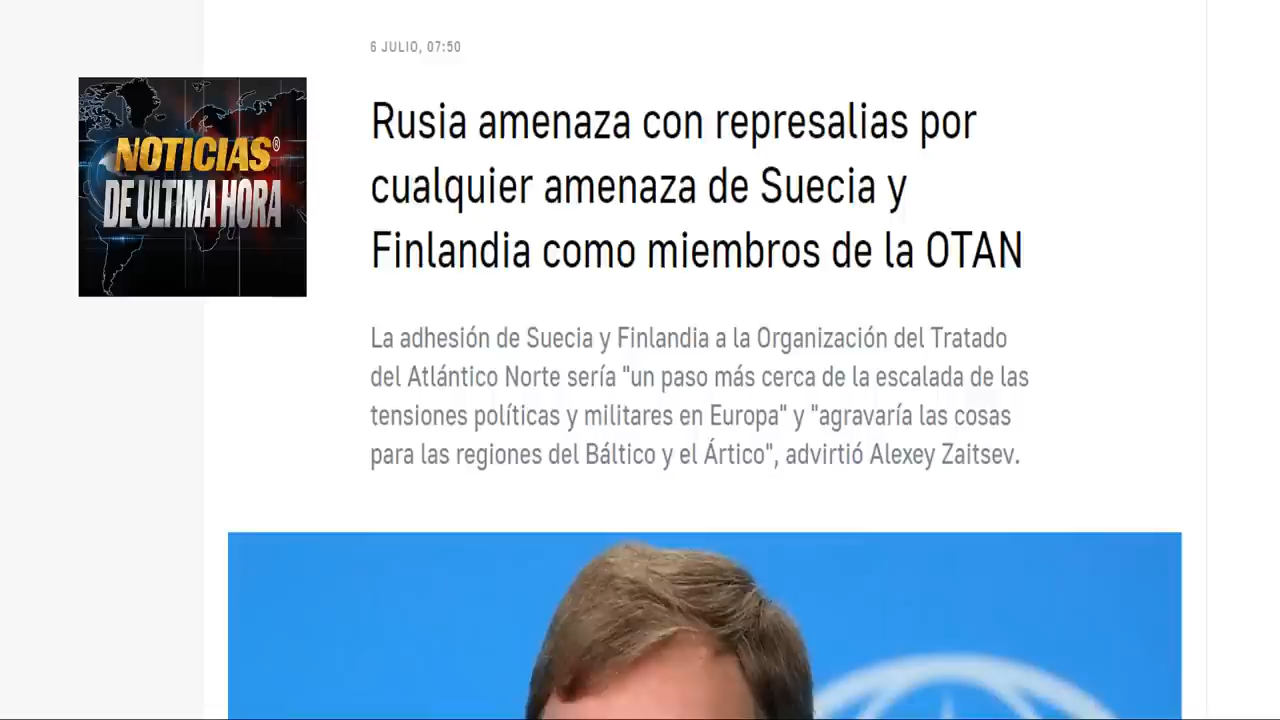 6 JULIO, 07:50
NOTICIAS®
DE ULTIMA HORA
Rusia amenaza con represalias por
cualquier amenaza de Suecia y
Finlandia como miembros de la OTAN
La adhesión de Suecia y Finlandia a la Organización del Tratado
del Atlántico Norte sería "un paso más cerca de la escalada de las
tensiones políticas y militares en Europa" y "agravaría las cosas
para las regiones del Báltico y el Ártico", advirtió Alexey Zaitsev.